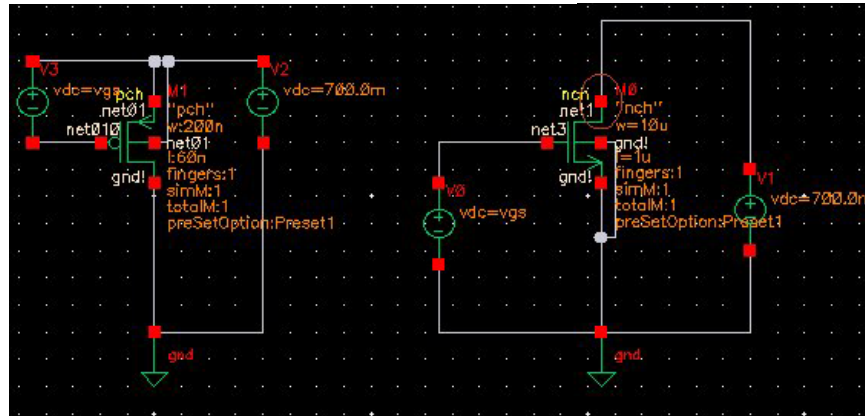 V3
vdc=vgs
pch
M1
V2
vdc=700.0m
net01
"pch"
w:200n
net010
net01
l:60n
gnd!
fingers:1
simM:1
totalM:1
preSetOption:Preset1
gnd
nch
M0
net1
"nch"
w=10u
net3
gnd!
l=1u
gnd!
fingers:1
simM:1
totalM:1
preSetOption:Preset1
V0
vdc=vgs
V1
vdc=700.0m
gnd